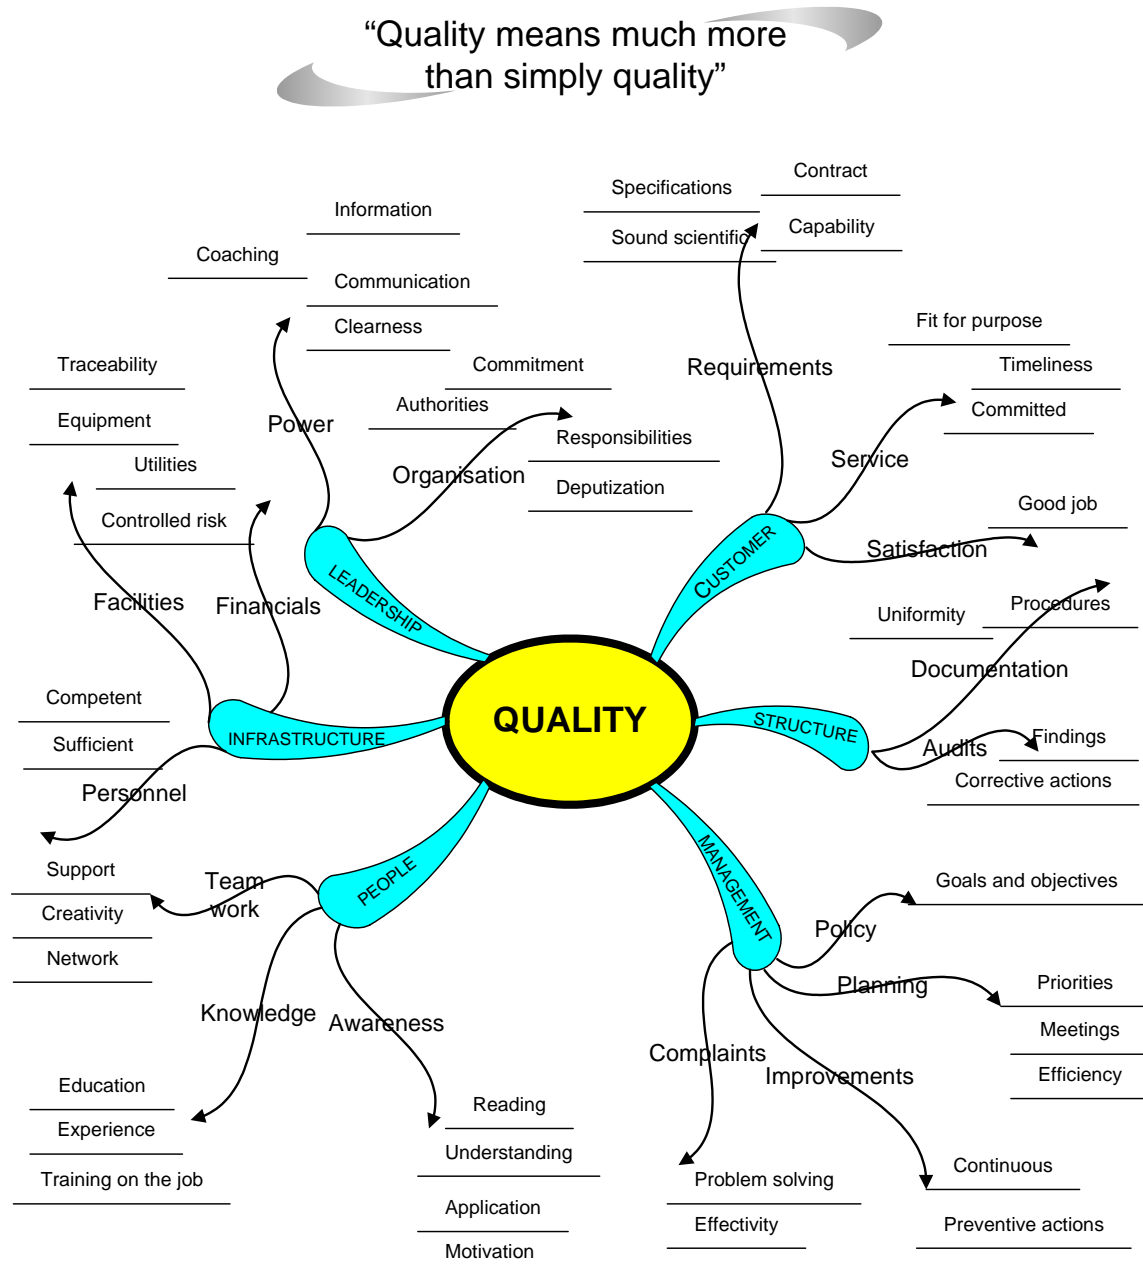 “Quality means much more
than simply quality”
Contract
Specifications
Capability
Sound scientific
Information
Coaching
Communication
Clearness
Fit for purpose
Timeliness
Committed
Requirements
Service
Commitment
Authorities
Responsibilities
Organisation
Deputization
Power
Traceability
Equipment
Utilities
Controlled risk
Good job
Satisfaction
CUSTOMER
LEADERSHIP
Facilities
Financials
Uniformity
Procedures
Documentation
Competent
Sufficient
Personnel
INFRASTRUCTURE
QUALITY
STRUCTURE
Audits
Findings
Corrective actions
Support
Creativity
Network
Team
work
PEOPLE
MANAGEMENT
Goals and objectives
Policy
Planning
Priorities
Meetings
Efficiency
Knowledge
Awareness
Complaints
Improvements
Education
Experience
Training on the job
Reading
Understanding
Application
Motivation
Problem solving
Effectivity
Continuous
Preventive actions